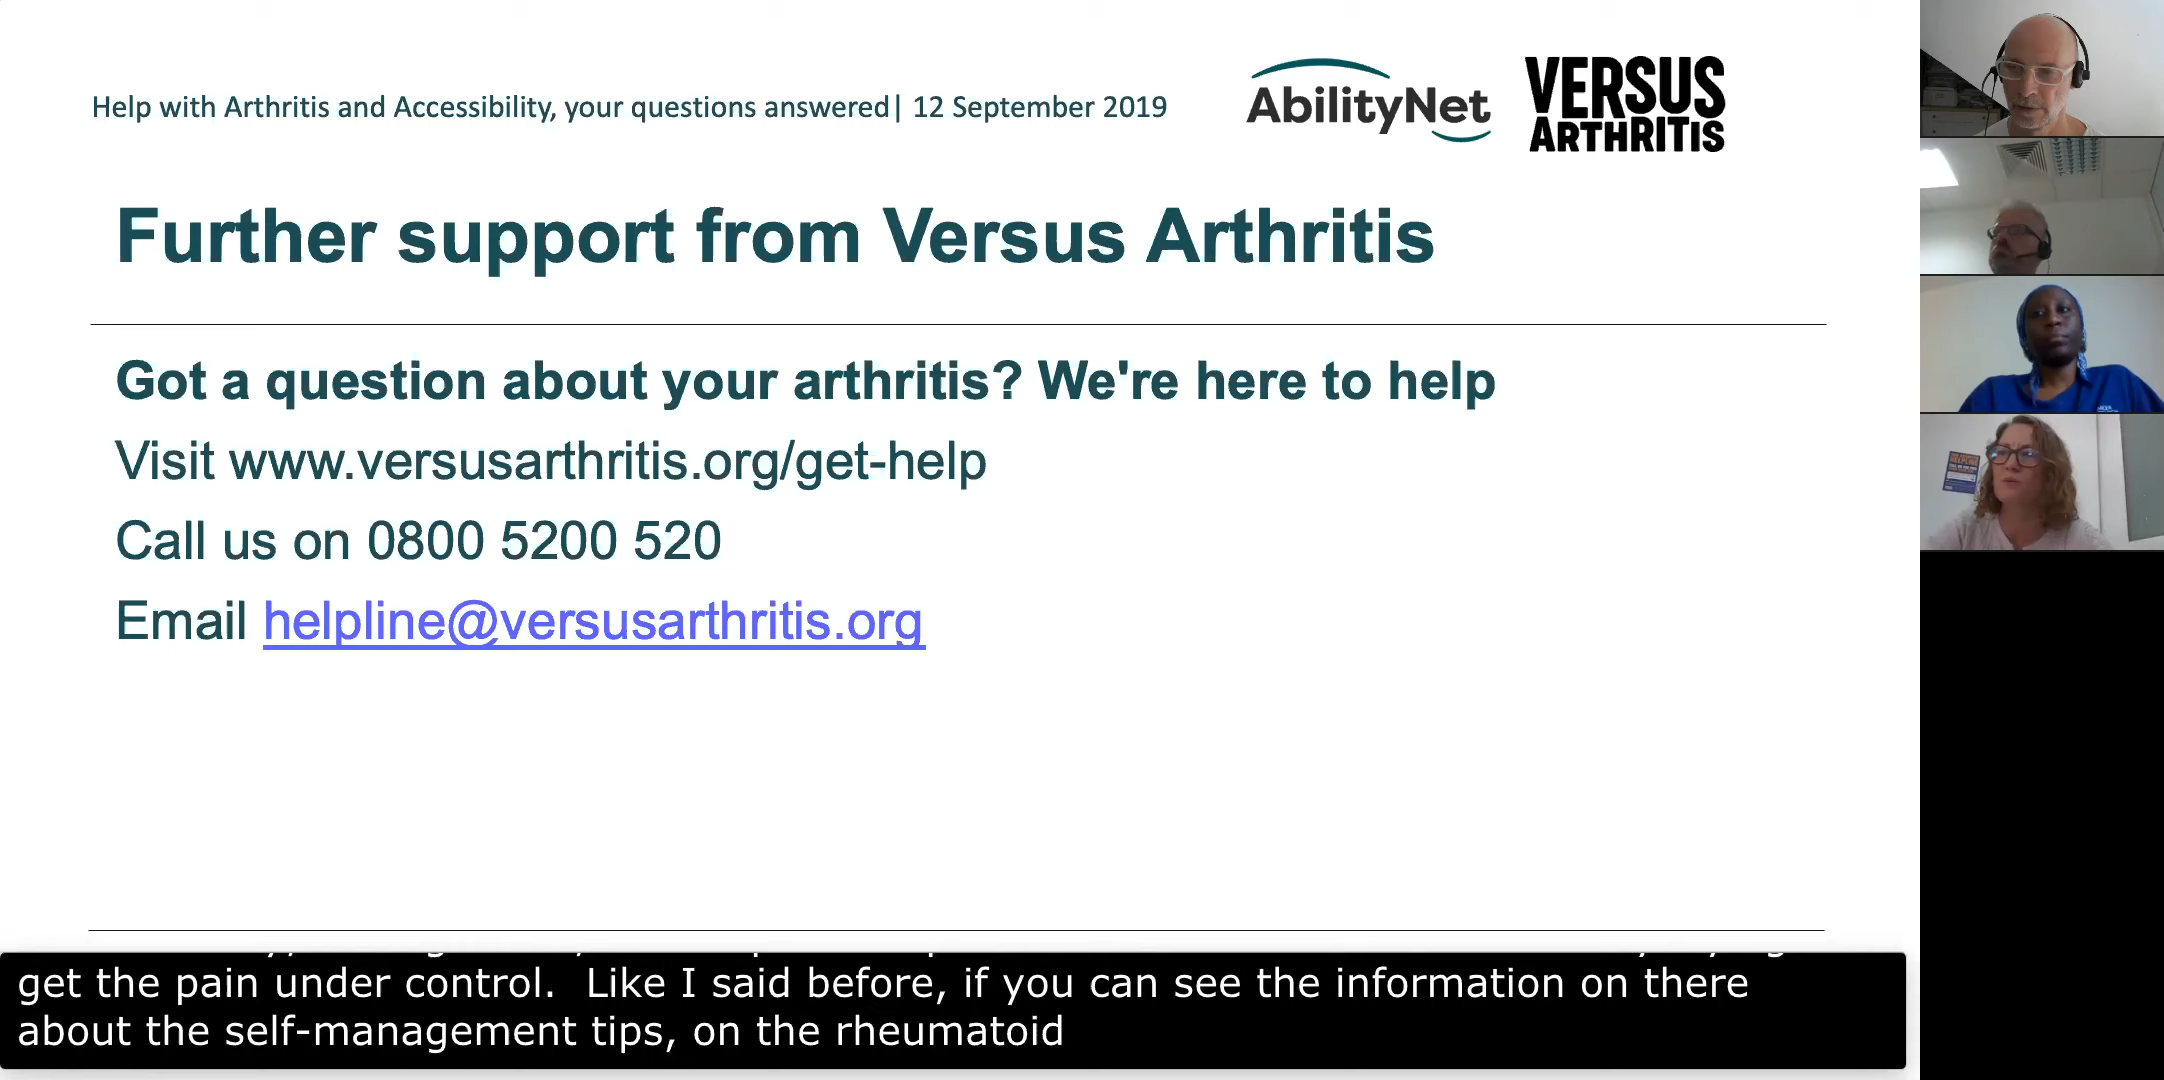 Help with Arthritis and Accessibility, your questions answered| 12 September 2019
AbilityNet
VERSUS
ARTHRITIS
Further support from Versus Arthritis
Got a question about your arthritis? We're here to help
Visit www.versusarthritis.org/get-help
Call us on 0800 5200 520
Email helpline@versusarthritis.org
get the pain under control.  Like I said before, if you can see the information on there
about the self-management tips, on the rheumatoid